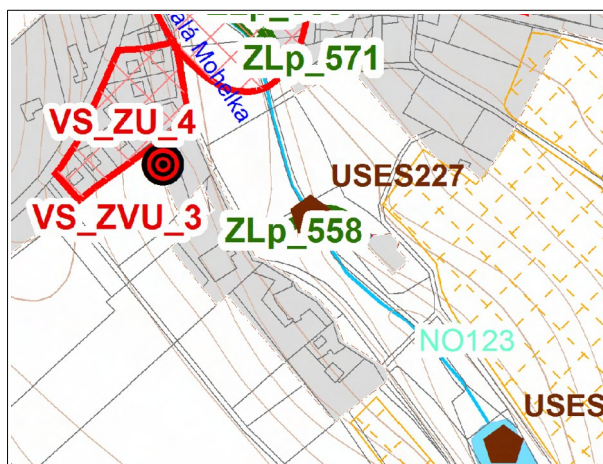 ZLp_571
Malá Mohelka
VS_ZU_4
USES227
VS_ZVU_3
ZLp_558
NO123
USES